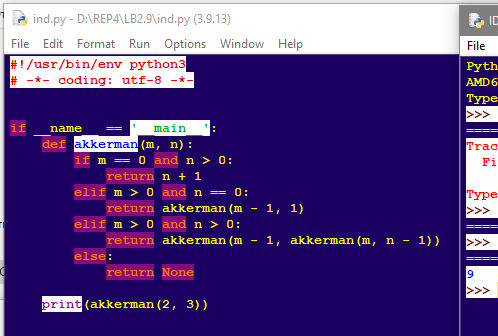 ind.py - D:\REP4\LB2.9\ind.py (3.9.13)
File Edit Format Run Options Window Help
#!/usr/bin/env python3
# -*- coding: utf-8 -*-
if __name__ == '__main__':
def akkerman(m, n):
if m == 0 and n > 0:
return n + 1
elif m > 0 and n == 0:
return akkerman(m - 1, 1)
elif m > 0 and n > 0:
return akkerman(m - 1, akkerman(m, n - 1))
else:
return None
print(akkerman(2, 3))
File
Pyth
AMD6
Type
>>>
====
Trac
Fi
Type
>>>
====
>>>
====
9
>>>